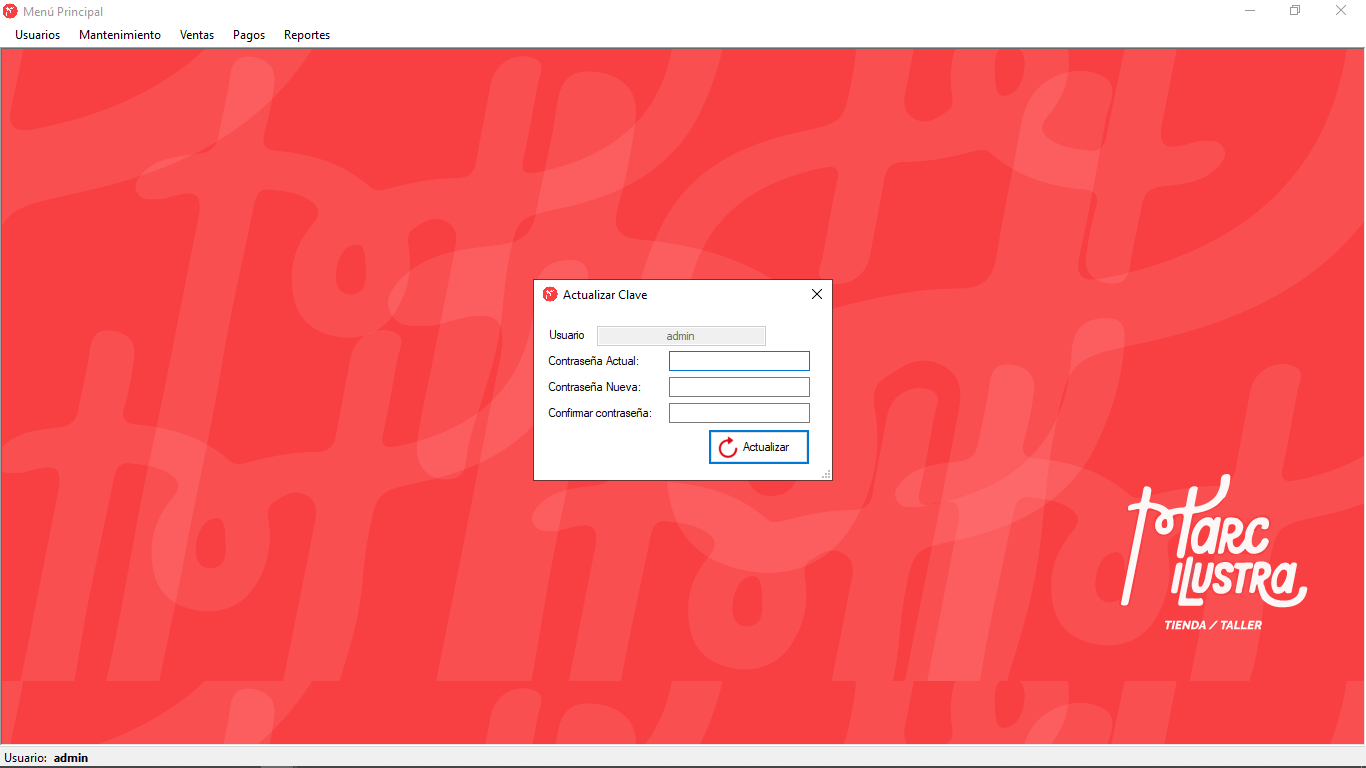 Menú Principal
Usuarios Mantenimiento Ventas Pagos Reportes
Actualizar Clave
Usuario admin
Contraseña Actual:
Contraseña Nueva:
Confirmar contraseña:
Actualizar
Marc
ilustra
TIENDA / TALLER
Usuario: admin